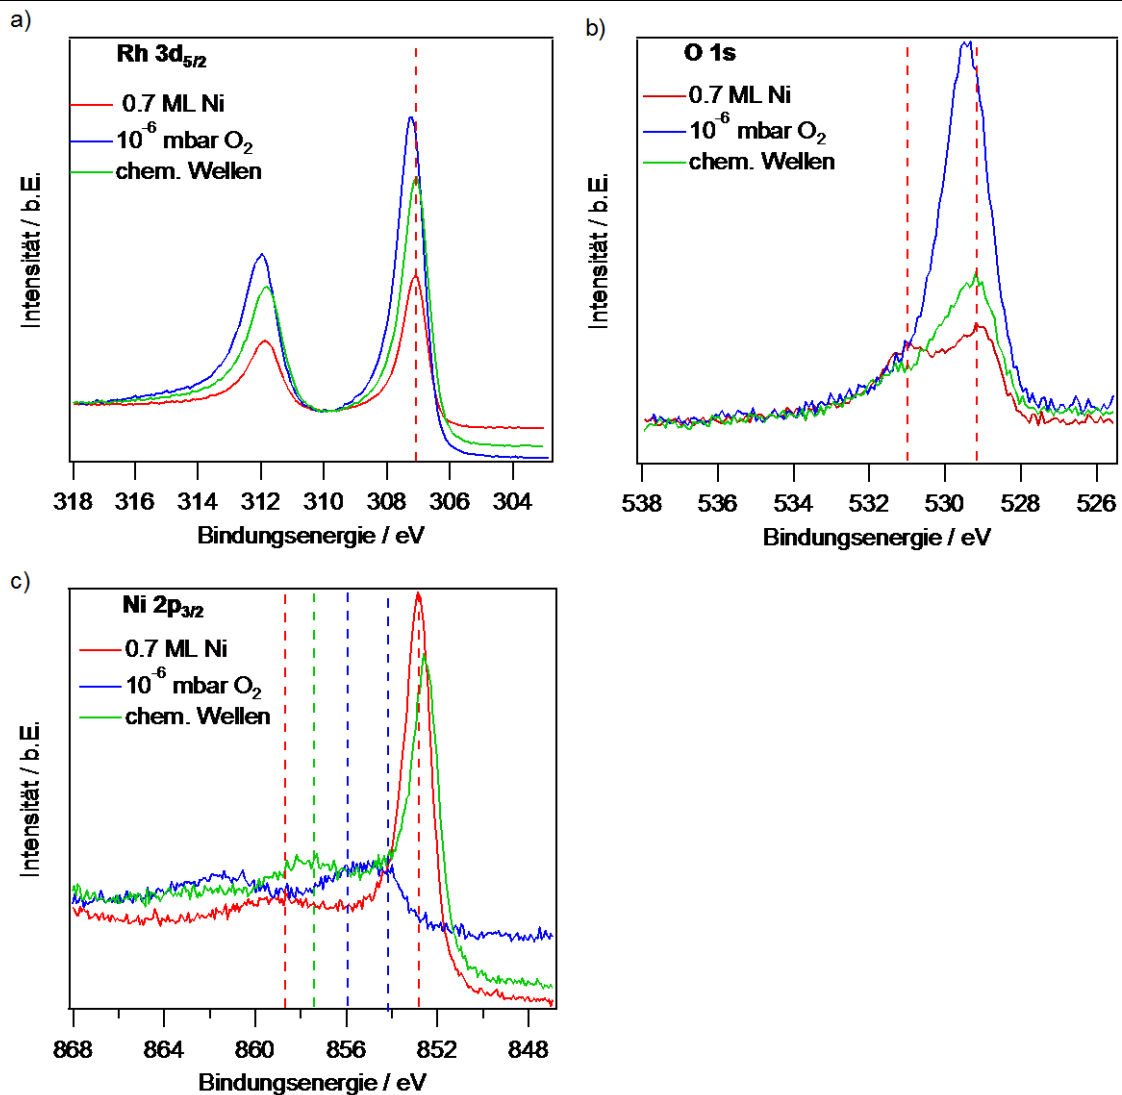 a)
Rh 3d5/2
0.7 ML Ni
10-6 mbar O2
chem. Wellen
Intensität / b.E.
318 316 314 312 310 308 306 304
Bindungsenergie / eV
b)
O 1s
0.7 ML Ni
10-6 mbar O2
chem. Wellen
Intensität / b.E.
538 536 534 532 530 528 526
Bindungsenergie / eV
c)
Ni 2p3/2
0.7 ML Ni
10-6 mbar O2
chem. Wellen
Intensität / b.E.
868 864 860 856 852 848
Bindungsenergie / eV